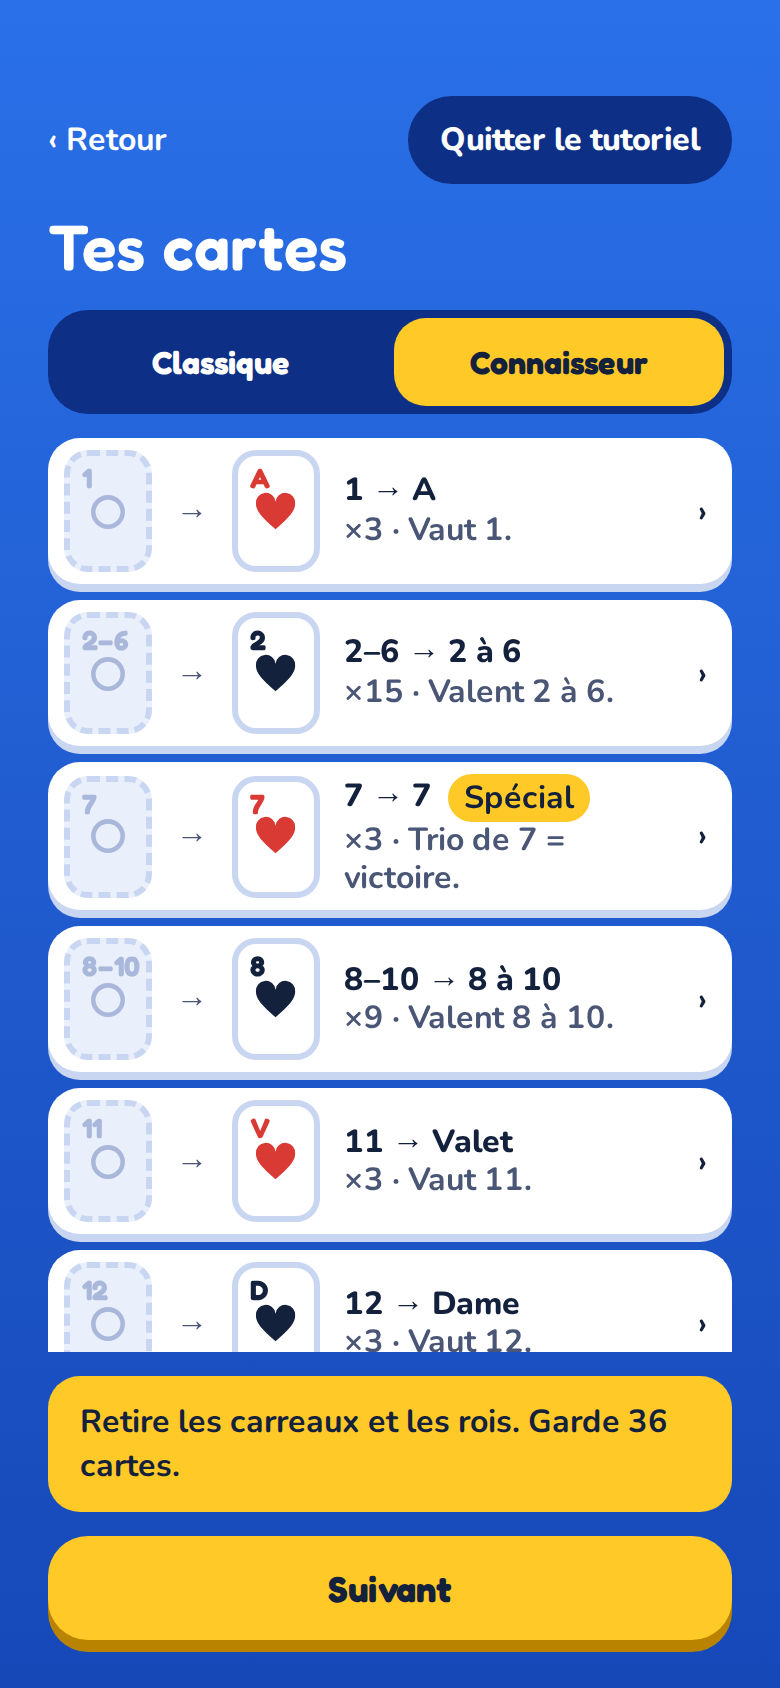 ‹ Retour
Quitter le tutoriel
Tes cartes
Classique
Connaisseur
1
→
A
1 → A
×3 · Vaut 1.
›
2–6
→
2
2–6 → 2 à 6
×15 · Valent 2 à 6.
›
7
→
7
7 → 7 Spécial
×3 · Trio de 7 =
victoire.
›
8–10
→
8
8–10 → 8 à 10
×9 · Valent 8 à 10.
›
11
→
V
11 → Valet
×3 · Vaut 11.
›
12
→
D
12 → Dame
×3 · Vaut 12.
›
Retire les carreaux et les rois. Garde 36
cartes.
Suivant